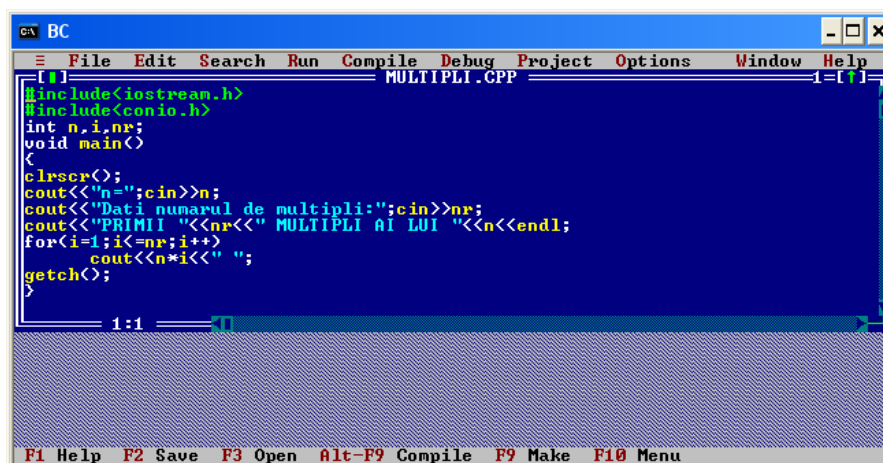 BC
≡ File Edit Search Run Compile Debug Project Options Window Help
[■] MULTIPLI.CPP 1=[↑]
#include<iostream.h>
#include<conio.h>
int n,i,nr;
void main()
{
clrscr();
cout<<"n=";cin>>n;
cout<<"Dati numarul de multipli:";cin>>nr;
cout<<"PRIMII "<<nr<<" MULTIPLI AI LUI "<<n<<endl;
for(i=1;i<=nr;i++)
cout<<n*i<<" ";
getch();
}
1:1
F1 Help F2 Save F3 Open Alt-F9 Compile F9 Make F10 Menu